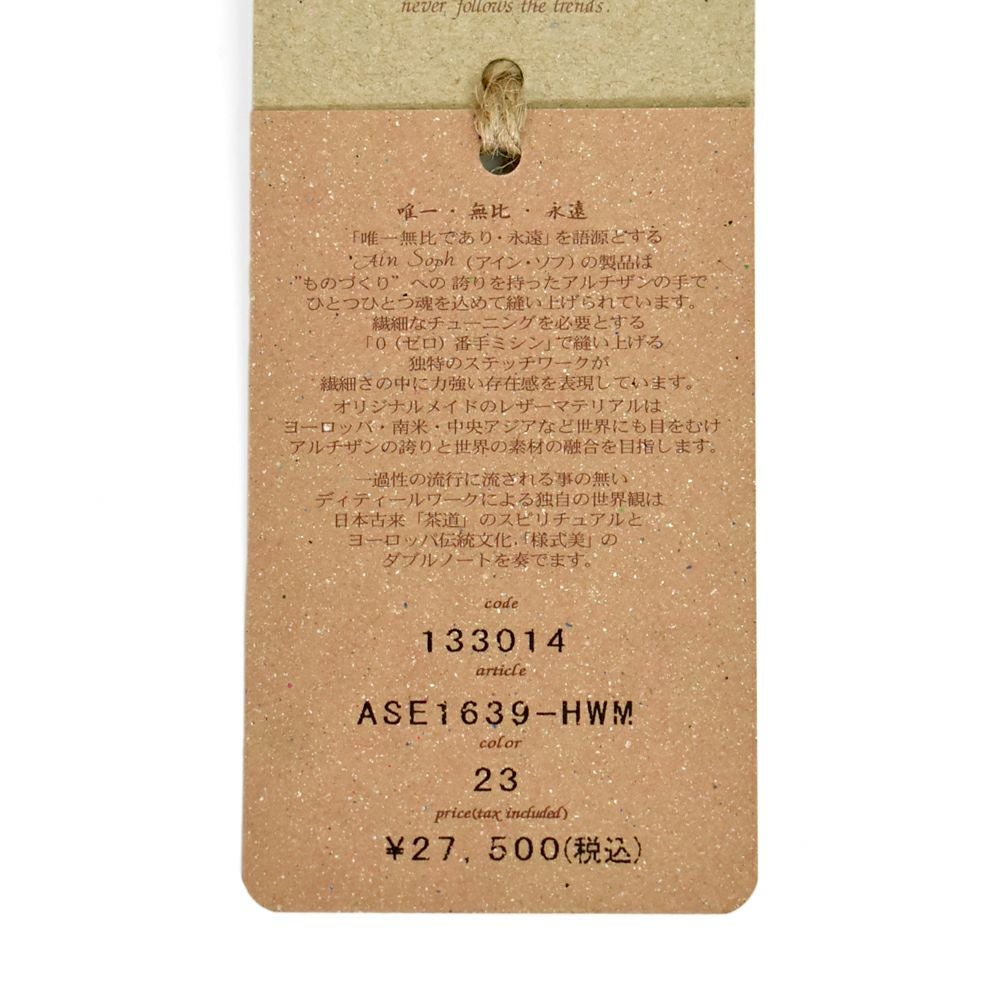 never follows the trends.
唯一・無比・永遠
「唯一無比であり・永遠」を語源とする
Ain Soph（アイン・ソフ）の製品は
"ものづくり" への 誇りを持ったアルチザンの手で
ひとつひとつ魂を込めて縫い上げられています。
繊細なチューニングを必要とする
「0（ゼロ）番手ミシン」で縫い上げる
独特のステッチワークが
繊細さの中に力強い存在感を表現しています。
オリジナルメイドのレザーマテリアルは
ヨーロッパ・南米・中央アジアなど世界にも目をむけ
アルチザンの誇りと世界の素材の融合を目指します。
一過性の流行に流される事の無い
ディティールワークによる独自の世界観は
日本古来「茶道」のスピリチュアルと
ヨーロッパ伝統文化「様式美」の
ダブルノートを奏でます。
code
133014
article
ASE1639-HWM
color
23
price(tax included)
¥27,500(税込)